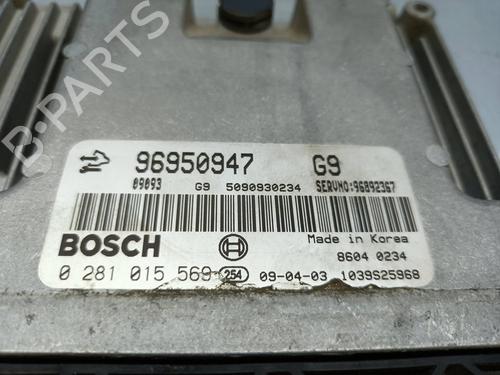 B-PARTS
96950947 G9
09093 G9 5090930234 SERVNO:96892367
BOSCH Made in Korea
8604 0234
0 281 015 569 254 09-04-03 1039S25968